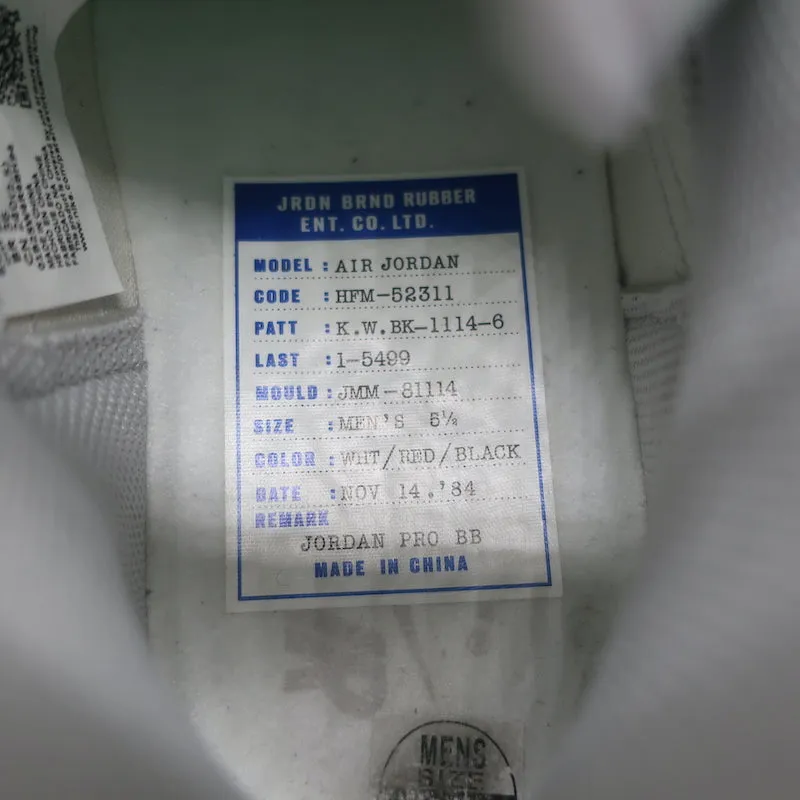 JRDN BRND RUBBER
ENT. CO. LTD.
MODEL : AIR JORDAN
CODE : HFM-52311
PATT : K.W.BK-1114-6
LAST : 1-5499
MOULD : JMM-81114
SIZE : MEN'S 5½
COLOR : WHT/RED/BLACK
DATE : NOV 14.'84
REMARK
JORDAN PRO BB
MADE IN CHINA
MENS
SIZE